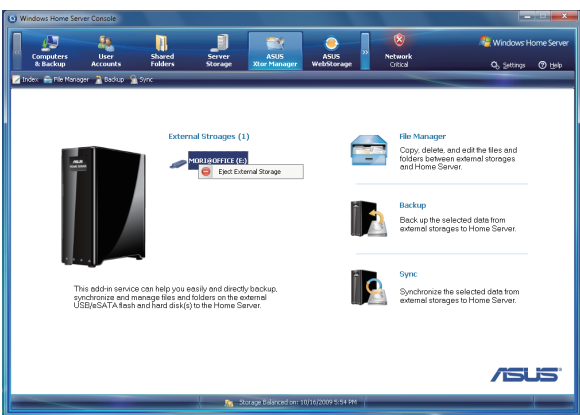 Windows Home Server Console
Computers & Backup
User Accounts
Shared Folders
Server Storage
ASUS Xtor Manager
ASUS WebStorage
>>
Network
Critical
Windows Home Server
Settings
Help
Index
File Manager
Backup
Sync
External Stroages (1)
MORI@OFFICE (E:)
Eject External Storage
File Manager
Copy, delete, and edit the files and
folders between external storages
and Home Server.
Backup
Back up the selected data from
external storages to Home Server.
Sync
Synchronize the selected data from
external storages to Home Server.
This add-in service can help you easily and directly backup,
synchronize and manage files and folders on the external
USB/eSATA flash and hard disk(s) to the Home Server.
ASUS
Storage Balanced on: 10/16/2009 5:54 PM